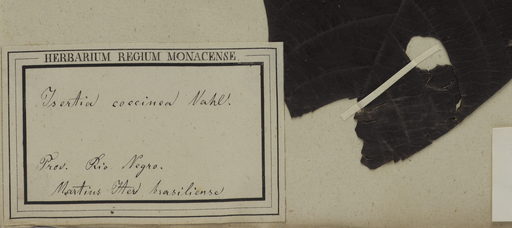 HERBARIUM REGIUM MONACENSE
Isertia coccinea Vahl.
Prov. Rio Negro.
Martius Iter brasiliense